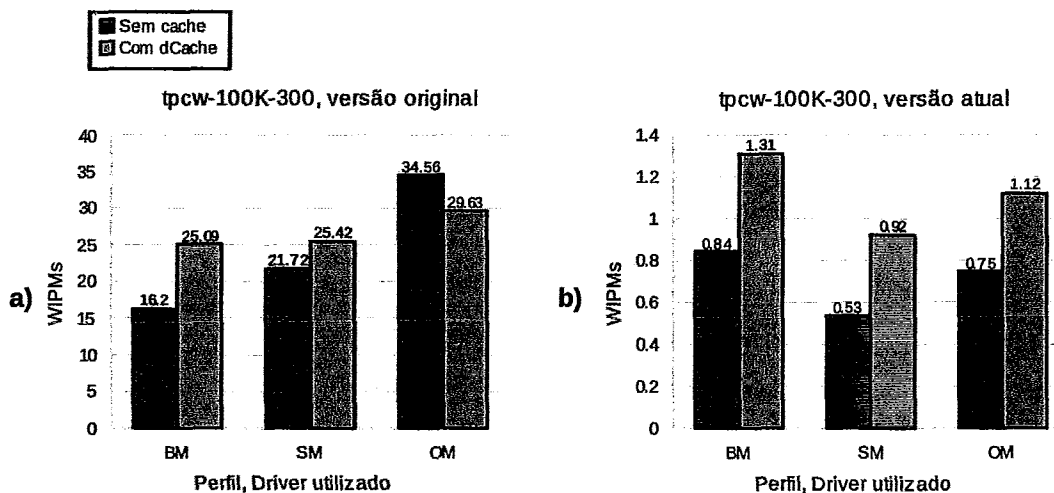 Sem cache
Com dCache
tpcw-100K-300, versão original
40
35
30
25
20
15
10
5
0
WIPMs
a)
16.2
25.09
21.72
25.42
34.56
29.63
BM
SM
OM
Perfil, Driver utilizado
tpcw-100K-300, versão atual
1.4
1.2
1
0.8
0.6
0.4
0.2
0
WIPMs
b)
0.84
1.31
0.53
0.92
0.75
1.12
BM
SM
OM
Perfil, Driver utilizado